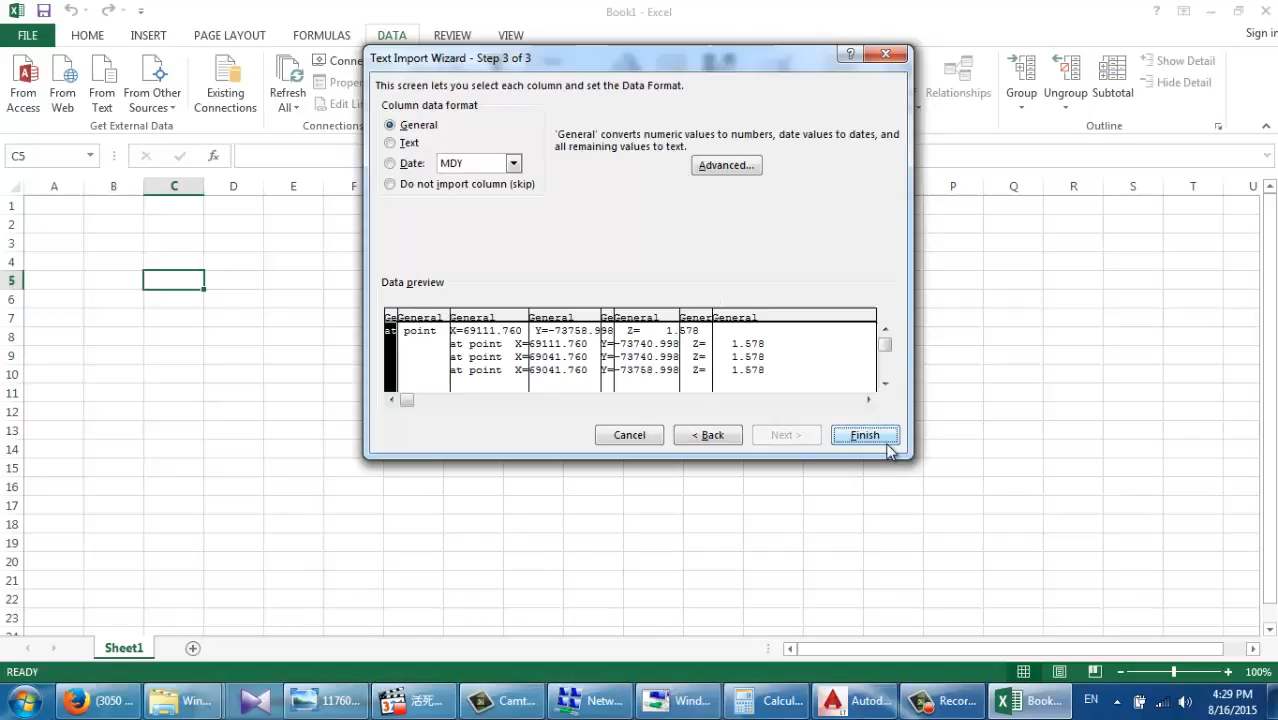 Book1 - Excel
? 
Sign in
FILE HOME INSERT PAGE LAYOUT FORMULAS DATA REVIEW VIEW
From Access
From Web
From Text
From Other Sources
Existing Connections
Refresh All
Conne
Proper
Edit Lin
Relationships
Group
Ungroup
Subtotal
Show Detail
Hide Detail
Get External Data
Connections
Outline
C5
fx
A B C D E F P Q R S T U
1
2
3
4
5
6
7
8
9
10
11
12
13
14
15
16
17
18
19
20
21
22
23
Text Import Wizard - Step 3 of 3
This screen lets you select each column and set the Data Format.
Column data format
General
Text
Date: MDY
Do not import column (skip)
'General' converts numeric values to numbers, date values to dates, and
all remaining values to text.
Advanced...
Data preview
GeGeneral General General GeGeneral GenerGeneral
at point X=69111.760 Y=-73758.998 Z= 1.578
at point X=69111.760 Y=-73740.998 Z= 1.578
at point X=69041.760 Y=-73740.998 Z= 1.578
at point X=69041.760 Y=-73758.998 Z= 1.578
Cancel < Back Next > Finish
Sheet1
READY
100%
(3050 ...
Win...
11760...
活死...
Camt...
Netw...
Wind...
Calcul...
Autod...
Recor...
Book...
EN
4:29 PM
8/16/2015